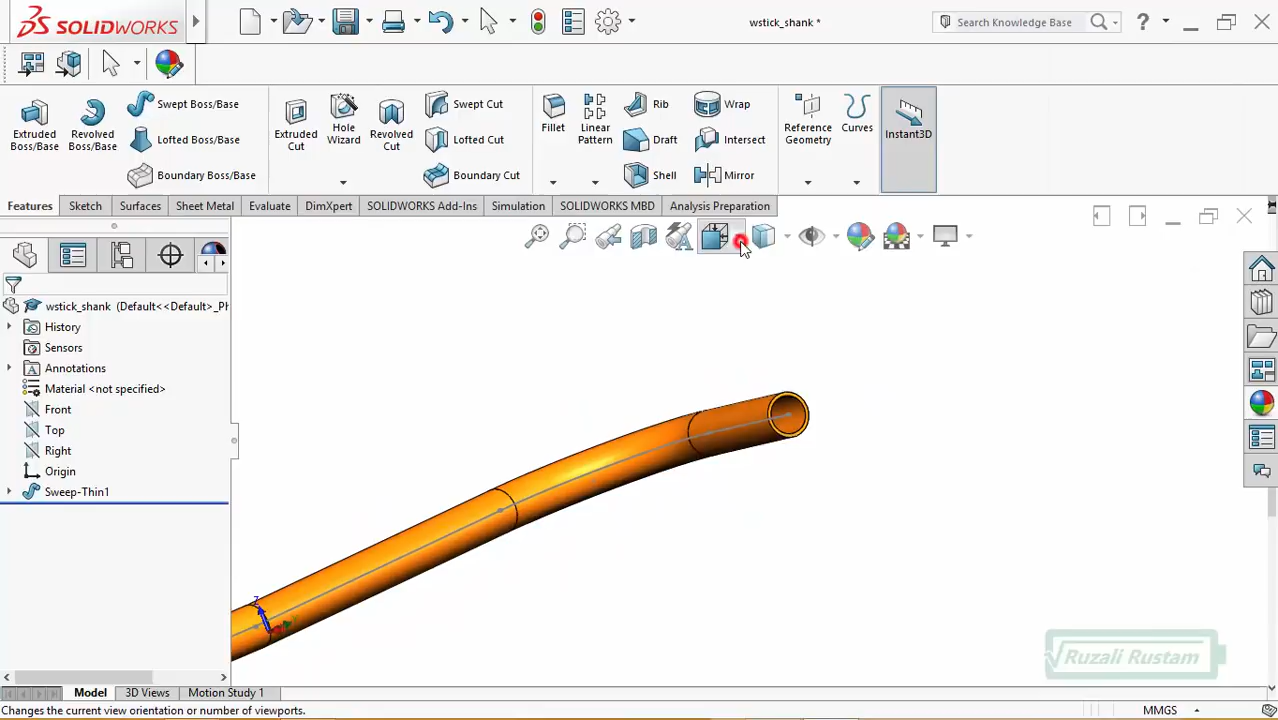 SOLIDWORKS
wstick_shank *
Search Knowledge Base
Extruded Boss/Base
Revolved Boss/Base
Swept Boss/Base
Lofted Boss/Base
Boundary Boss/Base
Extruded Cut
Hole Wizard
Revolved Cut
Swept Cut
Lofted Cut
Boundary Cut
Fillet
Linear Pattern
Rib
Draft
Shell
Wrap
Intersect
Mirror
Reference Geometry
Curves
Instant3D
Features
Sketch
Surfaces
Sheet Metal
Evaluate
DimXpert
SOLIDWORKS Add-Ins
Simulation
SOLIDWORKS MBD
Analysis Preparation
wstick_shank (Default<<Default>_Ph
History
Sensors
Annotations
Material <not specified>
Front
Top
Right
Origin
Sweep-Thin1
Z
Ruzali Rustam
Model
3D Views
Motion Study 1
Changes the current view orientation or number of viewports.
MMGS